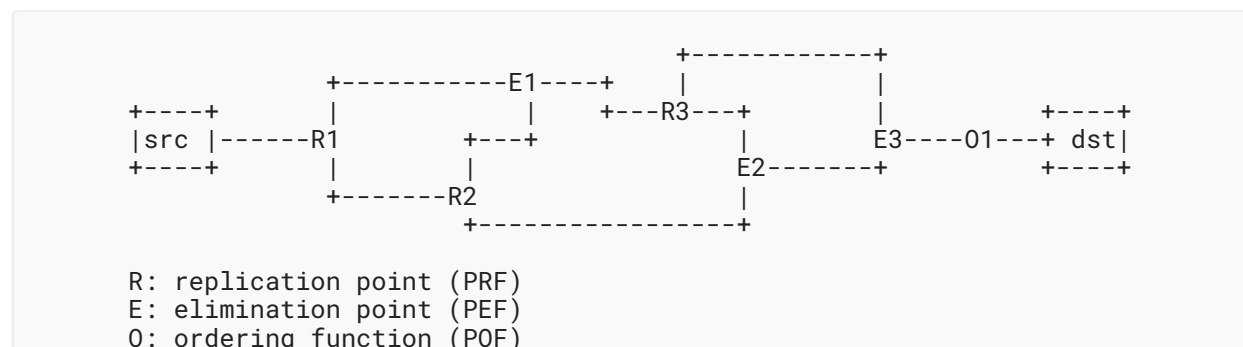 +------------+
                          +-----------E1----+    |            |
+----+               |            |    +---R3---+        |          +----+
|src |------R1        +---+             |        E3----O1---+ dst|
+----+               |        |                 E2-------+          +----+
                          +-------R2                 |
                                    +-----------------+
R: replication point (PRF)
E: elimination point (PEF)
O: ordering function (POF)